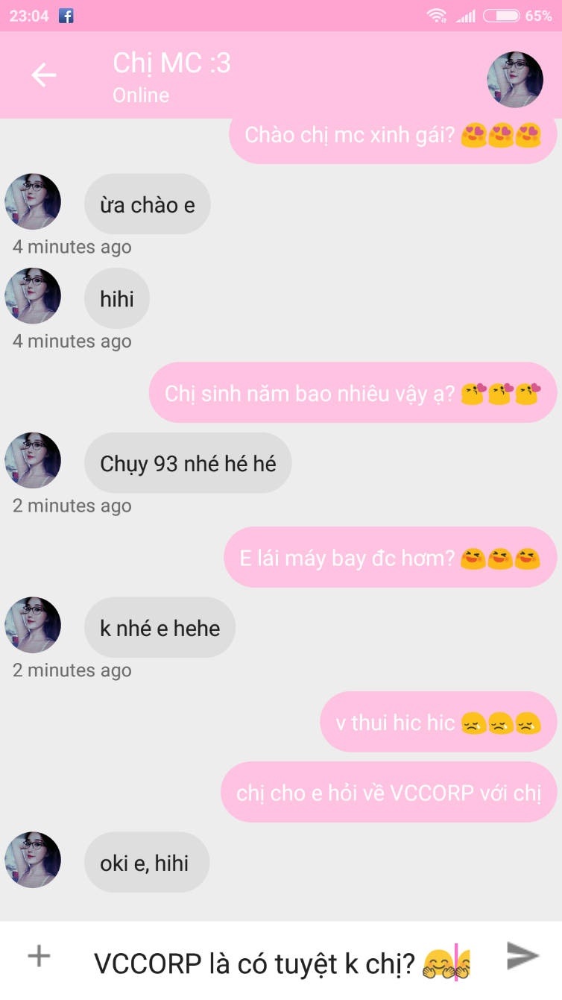 23:04
65%
Chị MC :3
Online
Chào chị mc xinh gái? 😍😍😍
ừa chào e
4 minutes ago
hihi
4 minutes ago
Chị sinh năm bao nhiêu vậy ạ? 😘😘😘
Chụy 93 nhé hé hé
2 minutes ago
E lái máy bay đc hơm? 😆😆😆
k nhé e hehe
2 minutes ago
v thui hic hic 😢😢😢
chị cho e hỏi về VCCORP với chị
oki e, hihi
VCCORP là có tuyệt k chị? 🤗🤗